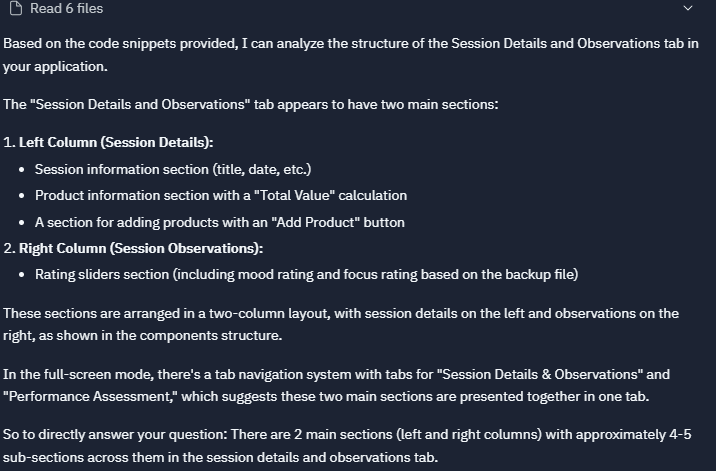 Read 6 files
Based on the code snippets provided, I can analyze the structure of the Session Details and Observations tab in
your application.
The "Session Details and Observations" tab appears to have two main sections:
1. Left Column (Session Details):
• Session information section (title, date, etc.)
• Product information section with a "Total Value" calculation
• A section for adding products with an "Add Product" button
2. Right Column (Session Observations):
• Rating sliders section (including mood rating and focus rating based on the backup file)
These sections are arranged in a two-column layout, with session details on the left and observations on the
right, as shown in the components structure.
In the full-screen mode, there's a tab navigation system with tabs for "Session Details & Observations" and
"Performance Assessment," which suggests these two main sections are presented together in one tab.
So to directly answer your question: There are 2 main sections (left and right columns) with approximately 4-5
sub-sections across them in the session details and observations tab.